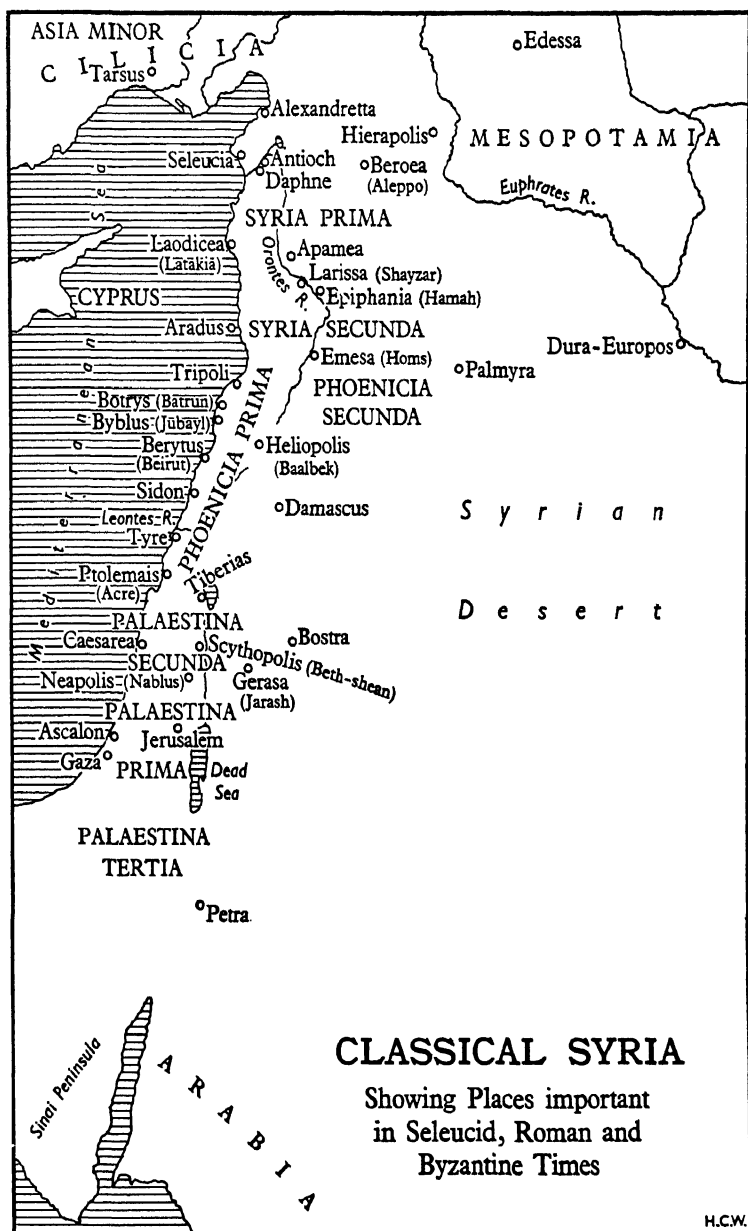 ASIA MINOR
CILICIA
Tarsus
Edessa
Alexandretta
Hierapolis
MESOPOTAMIA
Seleucia
Antioch
Daphne
Beroea
(Aleppo)
Euphrates R.
SYRIA PRIMA
Laodicea
(Latākiā)
Orontes R.
Apamea
Larissa (Shayzar)
Epiphania (Hamah)
CYPRUS
Aradus
SYRIA SECUNDA
Dura-Europos
Emesa (Homs)
Palmyra
Tripoli
PHOENICIA
SECUNDA
Botrys (Batrun)
Byblus (Jūbayl)
PHOENICIA PRIMA
Berytus
(Beirut)
Heliopolis
(Baalbek)
Sidon
Damascus
Syrian
Desert
Leontes R.
Tyre
Mediterranean Sea
Ptolemais
(Acre)
Tiberias
PALAESTINA
SECUNDA
Caesarea
Scythopolis (Beth-shean)
Bostra
Neapolis (Nablus)
Gerasa
(Jarash)
PALAESTINA
PRIMA
Ascalon
Jerusalem
Gaza
Dead
Sea
PALAESTINA
TERTIA
Petra
Sinai Peninsula
ARABIA
CLASSICAL SYRIA
Showing Places important
in Seleucid, Roman and
Byzantine Times
H.C.W.